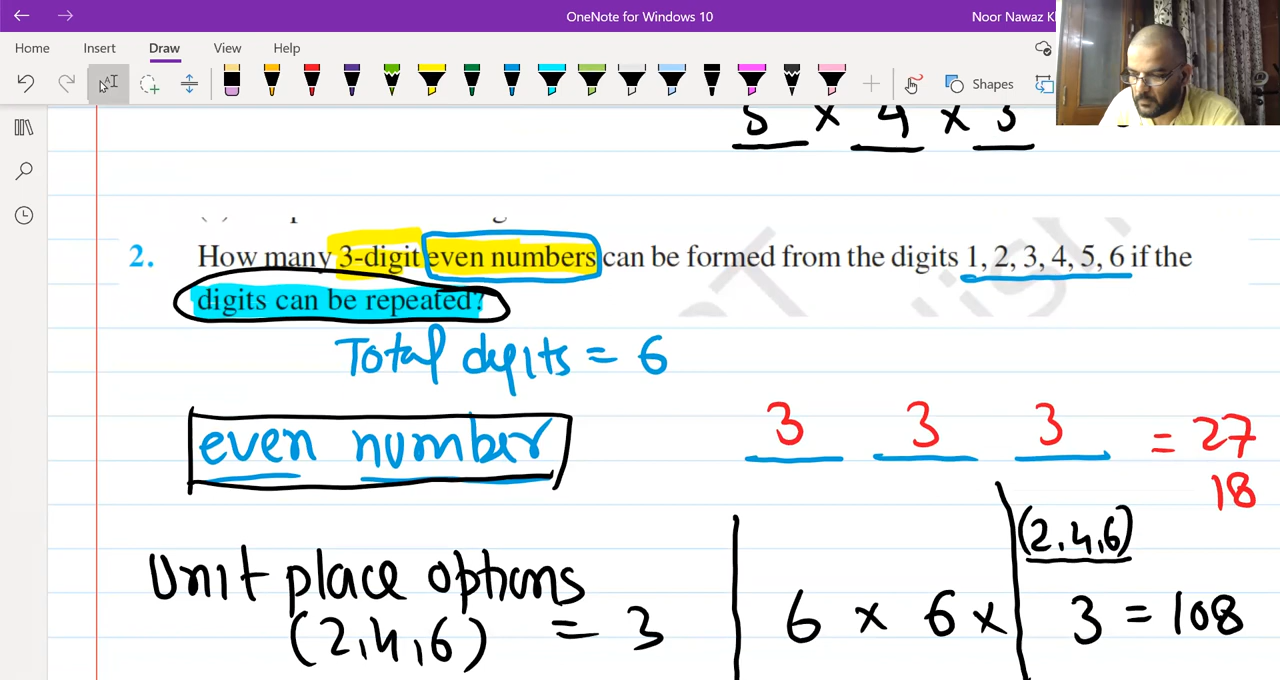 OneNote for Windows 10
Noor Nawaz
Home Insert Draw View Help
Shapes
5 × 4 × 3
2. How many 3-digit even numbers can be formed from the digits 1, 2, 3, 4, 5, 6 if the
digits can be repeated?
Total digits = 6
even number
3 3 3 = 27
18
(2,4,6)
Unit place options
(2,4,6) = 3
6 × 6 × 3 = 108